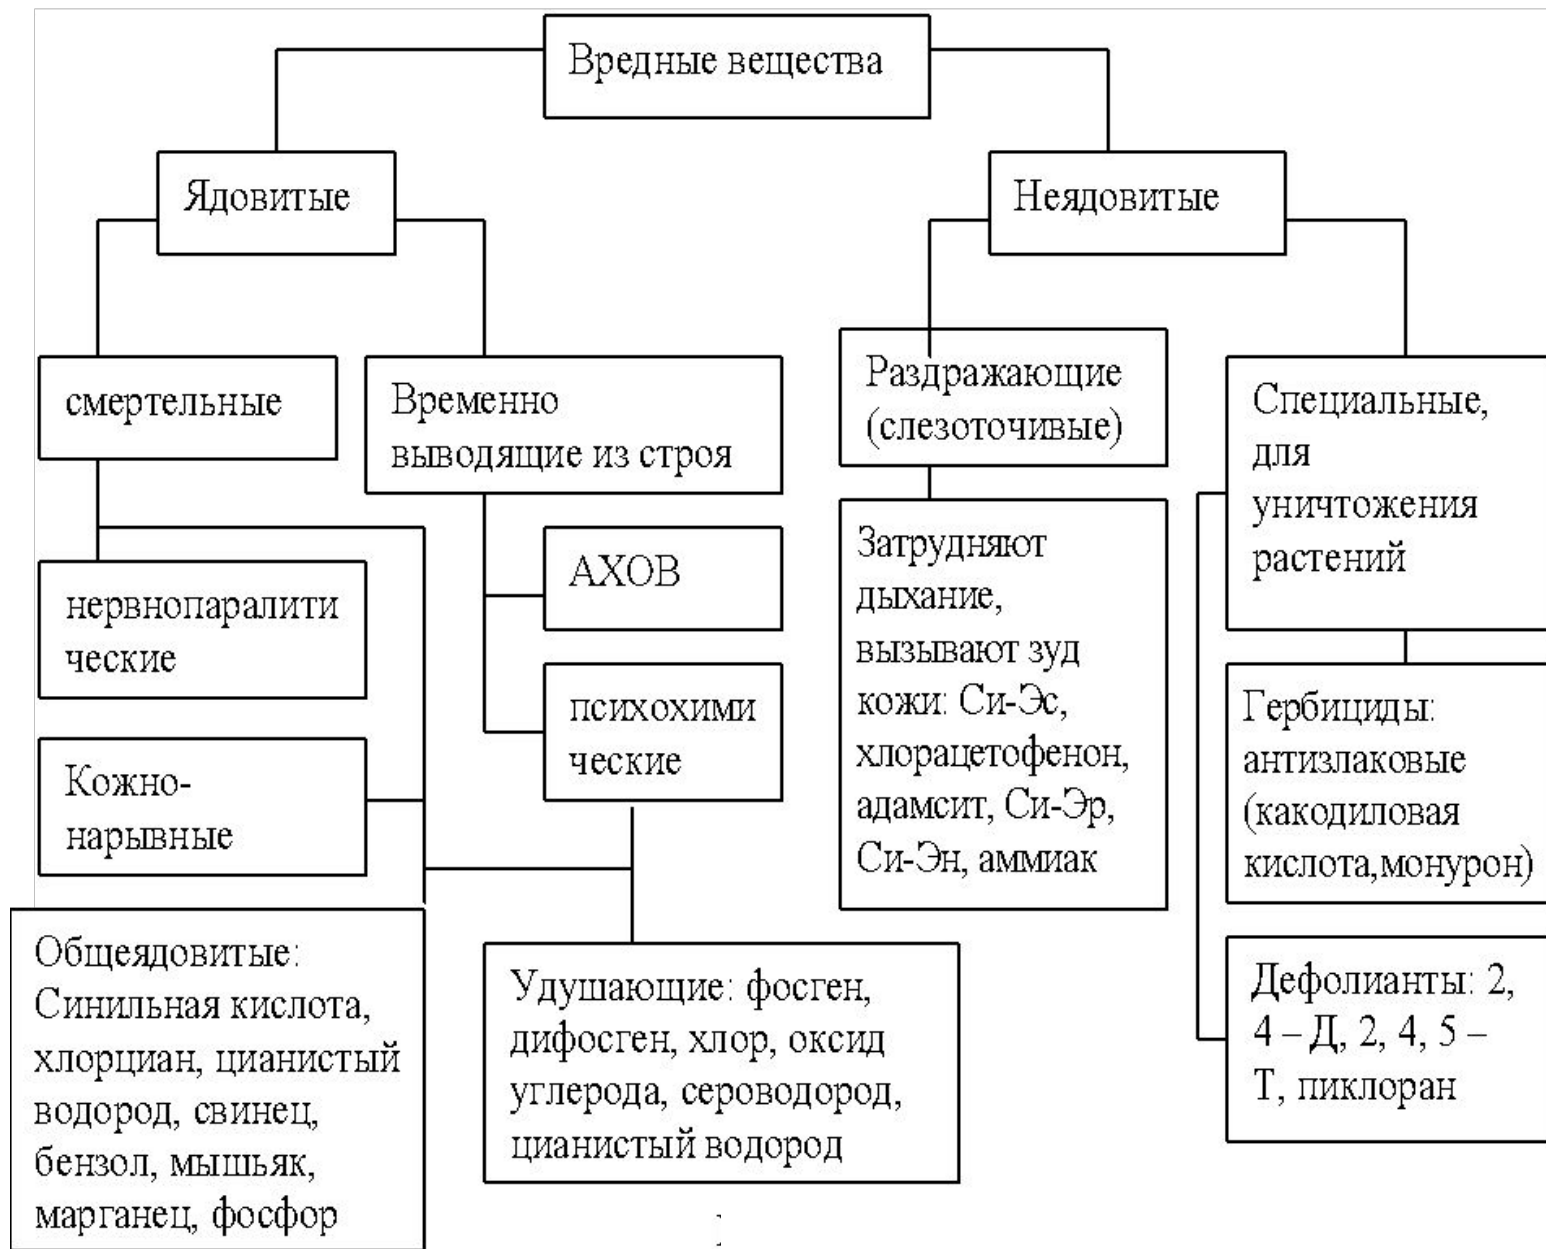 Вредные вещества
Ядовитые
Неядовитые
смертельные
Временно
выводящие из строя
Раздражающие
(слезоточивые)
Специальные,
для
уничтожения
растений
нервнопаралити
ческие
АХОВ
психохими
ческие
Затрудняют
дыхание,
вызывают зуд
кожи: Си-Эс,
хлорацетофенон,
адамсит, Си-Эр,
Си-Эн, аммиак
Гербициды:
антизлаковые
(какодиловая
кислота,монурон)
Кожно-
нарывные
Общеядовитые:
Синильная кислота,
хлорциан, цианистый
водород, свинец,
бензол, мышьяк,
марганец, фосфор
Удушающие: фосген,
дифосген, хлор, оксид
углерода, сероводород,
цианистый водород
Дефолианты: 2,
4 – Д, 2, 4, 5 –
Т, пиклоран